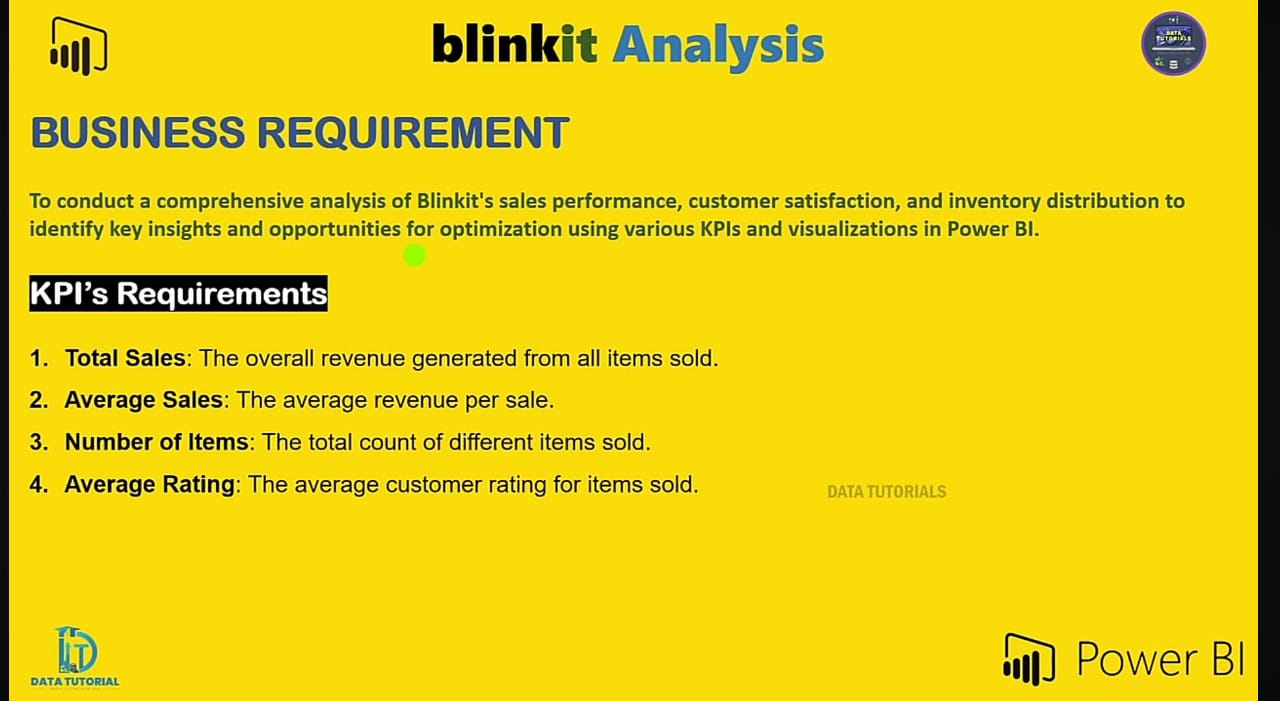 blinkit Analysis
DATA TUTORIALS
BUSINESS REQUIREMENT
To conduct a comprehensive analysis of Blinkit's sales performance, customer satisfaction, and inventory distribution to
identify key insights and opportunities for optimization using various KPIs and visualizations in Power BI.
KPI’s Requirements
1. Total Sales: The overall revenue generated from all items sold.
2. Average Sales: The average revenue per sale.
3. Number of Items: The total count of different items sold.
4. Average Rating: The average customer rating for items sold.
DATA TUTORIALS
DATA TUTORIAL
Power BI